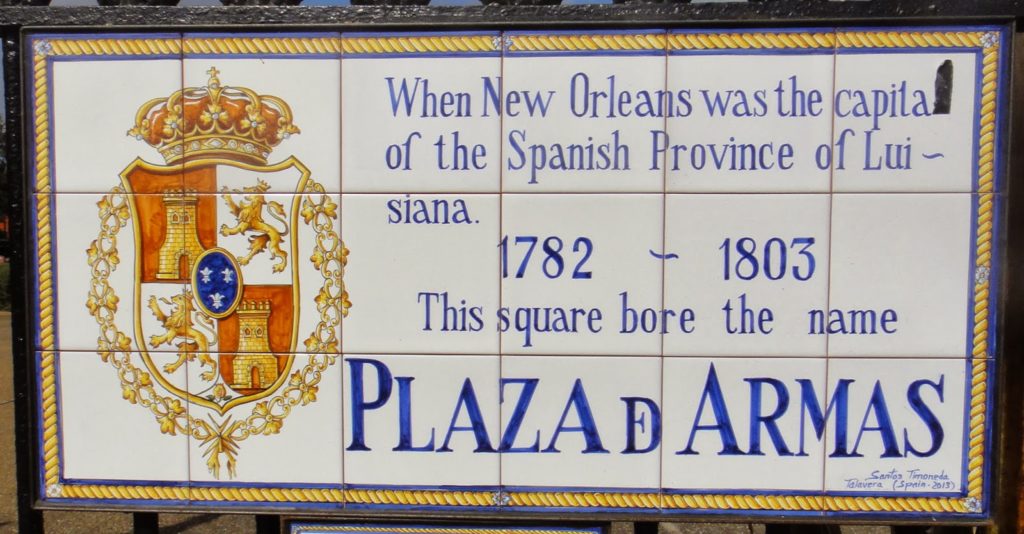 When New Orleans was the capital
of the Spanish Province of Lui ~
siana.
1782 ~ 1803
This square bore the name
PLAZA DE ARMAS
Santos Timoneda
Talavera (Spain-2013)